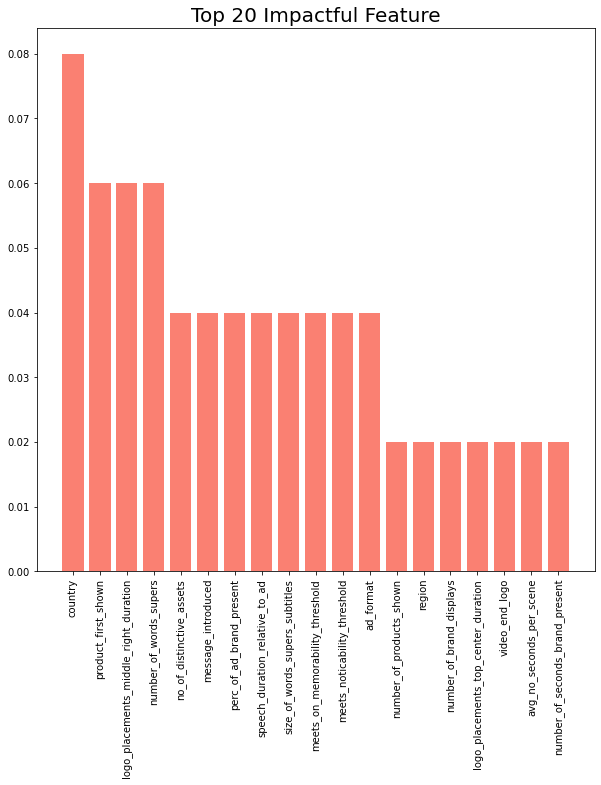 Top 20 Impactful Feature
0.08
0.07
0.06
0.05
0.04
0.03
0.02
0.01
0.00
country
product_first_shown
logo_placements_middle_right_duration
number_of_words_supers
no_of_distinctive_assets
message_introduced
perc_of_ad_brand_present
speech_duration_relative_to_ad
size_of_words_supers_subtitles
meets_on_memorability_threshold
meets_noticability_threshold
ad_format
number_of_products_shown
region
number_of_brand_displays
logo_placements_top_center_duration
video_end_logo
avg_no_seconds_per_scene
number_of_seconds_brand_present